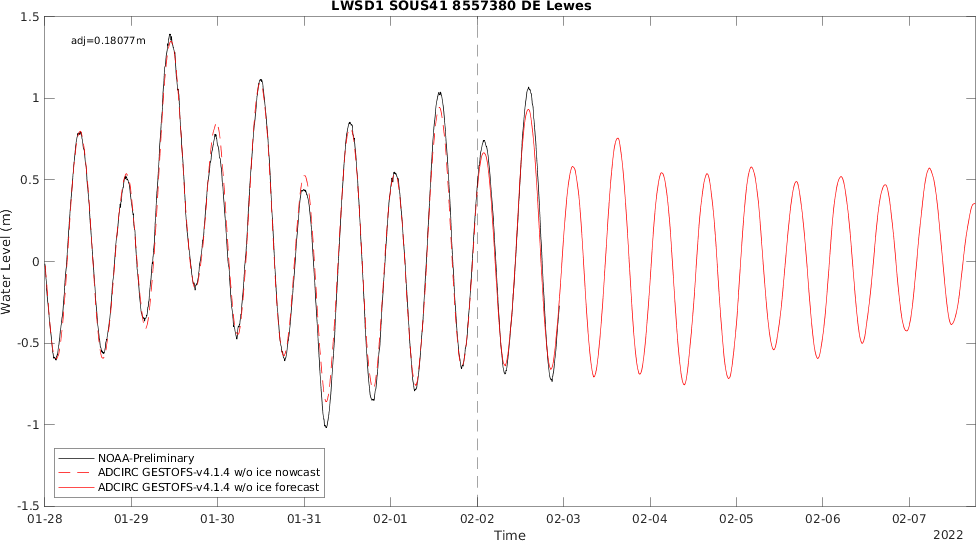 LWSD1 SOUS41 8557380 DE Lewes
adj=0.18077m
1.5
1
0.5
0
-0.5
-1
-1.5
Water Level (m)
NOAA-Preliminary
ADCIRC GESTOFS-v4.1.4 w/o ice nowcast
ADCIRC GESTOFS-v4.1.4 w/o ice forecast
01-28 01-29 01-30 01-31 02-01 02-02 02-03 02-04 02-05 02-06 02-07
Time
2022